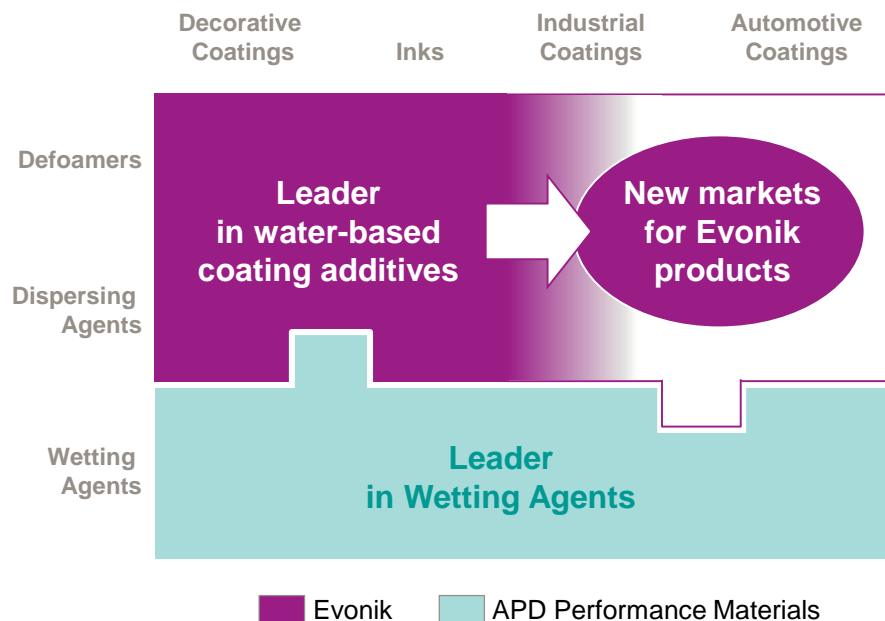 Decorative
Coatings
Inks
Industrial
Coatings
Automotive
Coatings
Defoamers
Leader
in water-based
coating additives
New markets
for Evonik
products
Dispersing
Agents
Wetting
Agents
Leader
in Wetting Agents
Evonik
APD Performance Materials